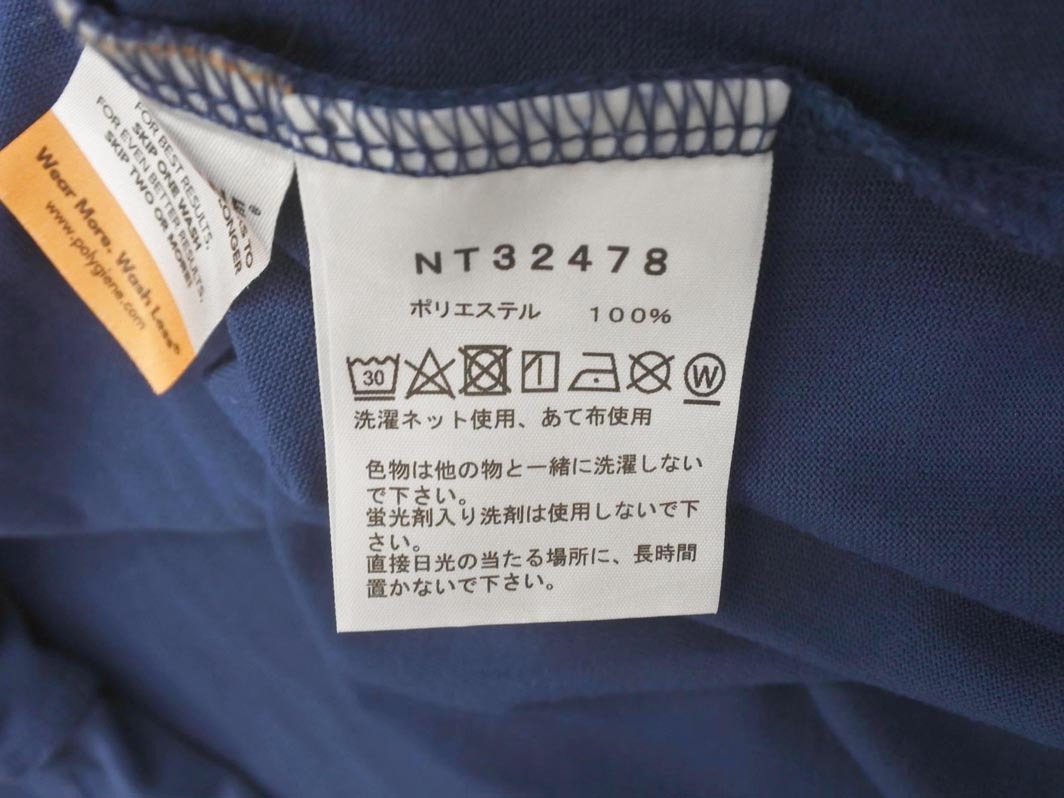 NT32478
ポリエステル 100%
30
W
洗濯ネット使用、あて布使用
色物は他の物と一緒に洗濯しない
で下さい。
蛍光剤入り洗剤は使用しないで下
さい。
直接日光の当たる場所に、長時間
置かないで下さい。
FOR BEST RESULTS,
SKIP ONE WASH.
FOR EVEN BETTER RESULTS,
SKIP TWO OR MORE!
Wear More. Wash Less®
www.polygiene.com
TO
LONGER